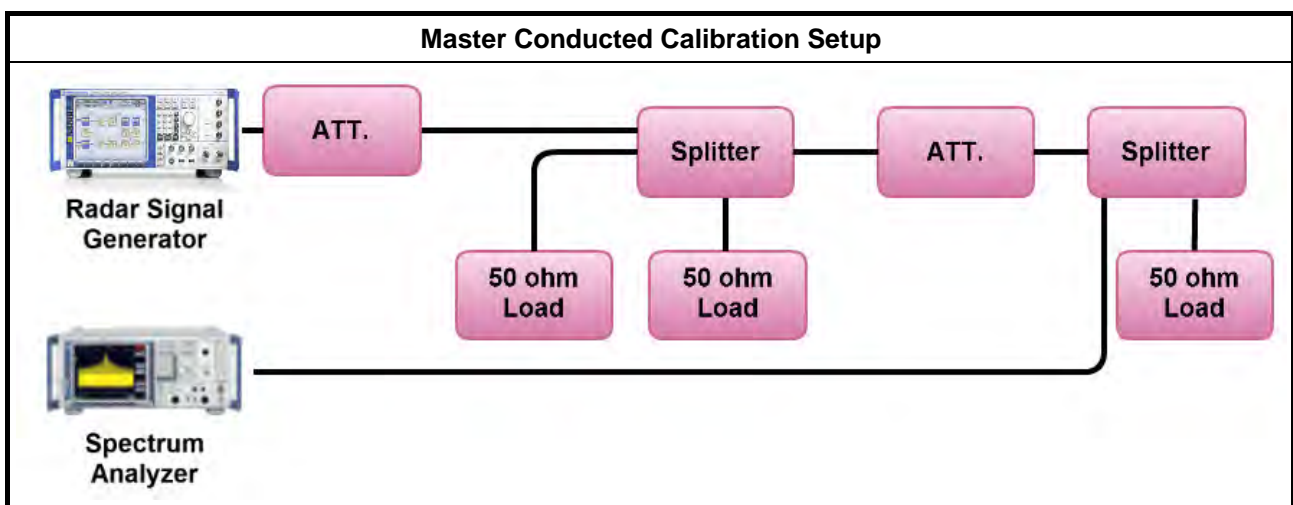 Master Conducted Calibration Setup
ATT.
Splitter
ATT.
Splitter
Radar Signal
Generator
50 ohm
Load
50 ohm
Load
50 ohm
Load
Spectrum
Analyzer